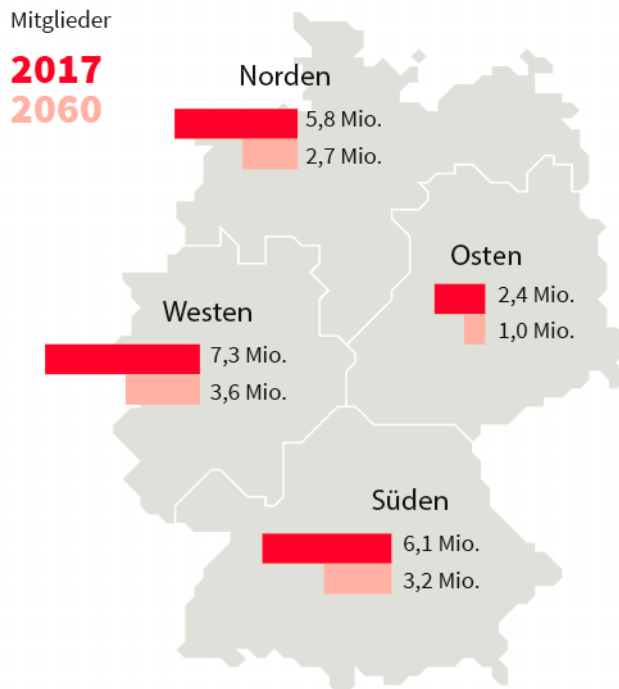 Mitglieder
2017
2060
Norden
5,8 Mio.
2,7 Mio.
Osten
2,4 Mio.
1,0 Mio.
Westen
7,3 Mio.
3,6 Mio.
Süden
6,1 Mio.
3,2 Mio.